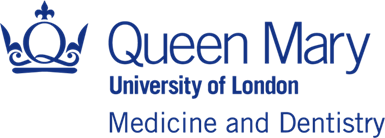 Queen Mary
University of London
Medicine and Dentistry